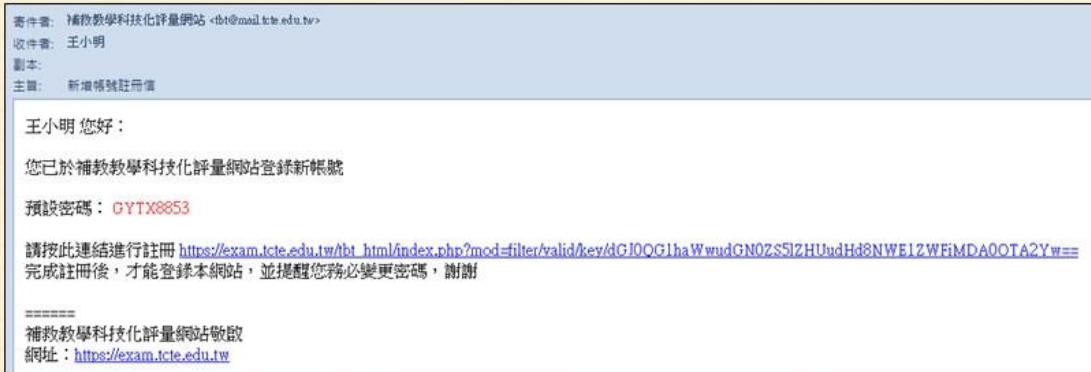 寄件者: 補救教學科技化評量網站 <tbt@mail.tcte.edu.tw>
收件者: 王小明
副本:
主旨: 新增帳號註冊信
王小明 您好：
您已於補救教學科技化評量網站登錄新帳號
預設密碼： GYTX8853
請按此連結進行註冊 https://exam.tcte.edu.tw/tbt_html/index.php?mod=filter/valid/key/dGJ0QG1haWwudGN0ZS5lZHUudHd8NWE1ZWFiMDA0OTA2Yw==
完成註冊後，才能登錄本網站，並提醒您務必變更密碼，謝謝
======
補救教學科技化評量網站敬啟
網址：https://exam.tcte.edu.tw